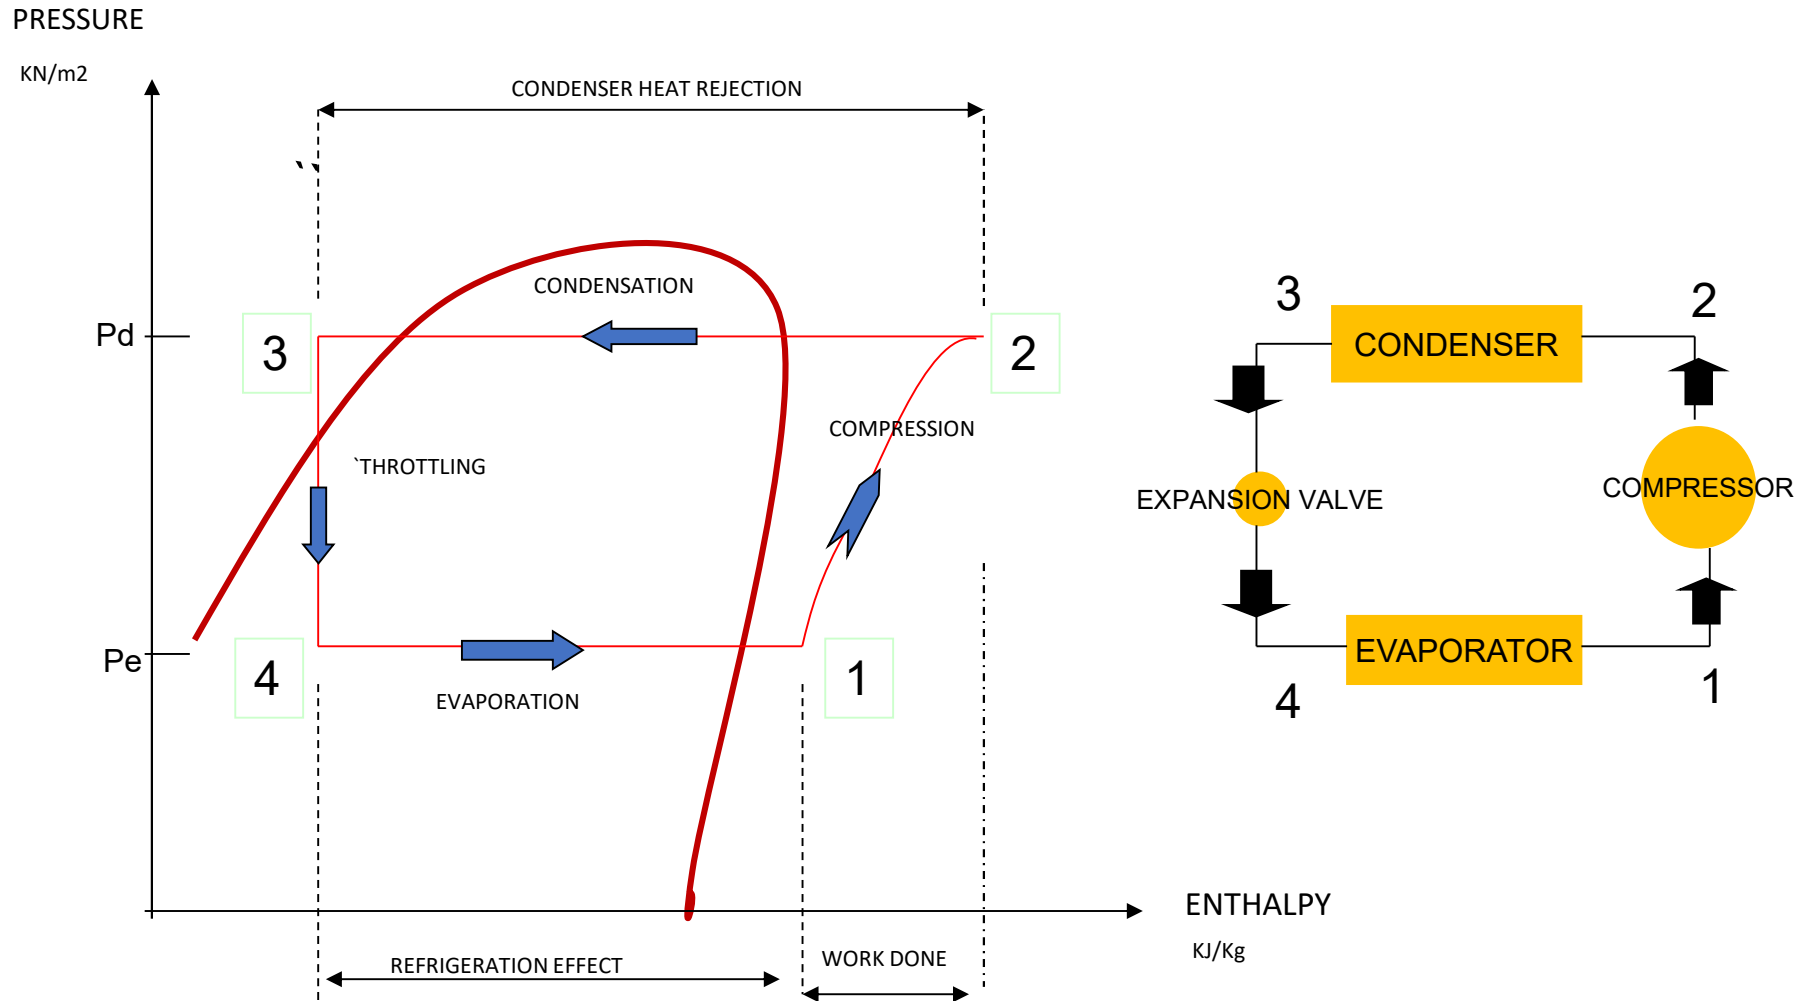 PRESSURE
KN/m2
CONDENSER HEAT REJECTION
``
CONDENSATION
Pd
3
2
COMPRESSION
`THROTTLING
Pe
4
1
EVAPORATION
ENTHALPY
KJ/Kg
REFRIGERATION EFFECT
WORK DONE
3
2
CONDENSER
EXPANSION VALVE
COMPRESSOR
EVAPORATOR
4
1